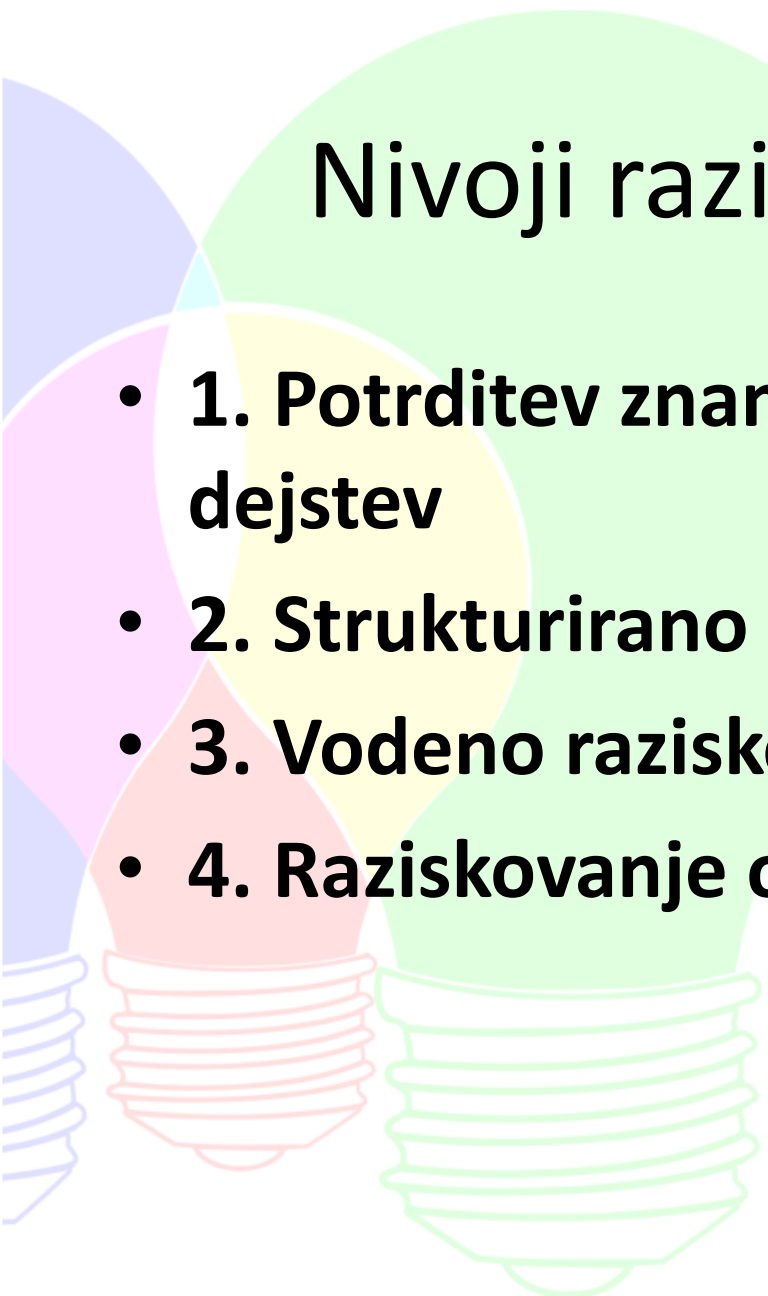 Nivoji razi
• 1. Potrditev znan
dejstev
• 2. Strukturirano
• 3. Vodeno razisk
• 4. Raziskovanje